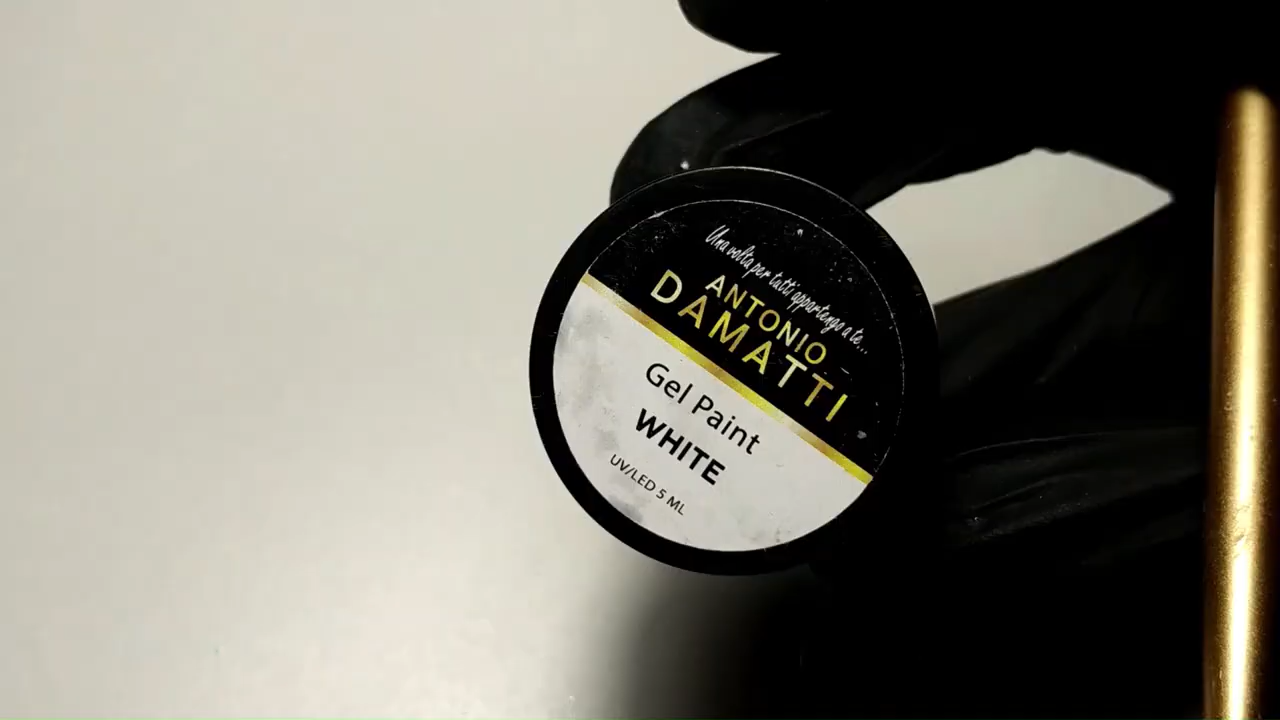 Una volta per tutti appartengo a te...
ANTONIO
DAMATTI
Gel Paint
WHITE
UV/LED 5 ML